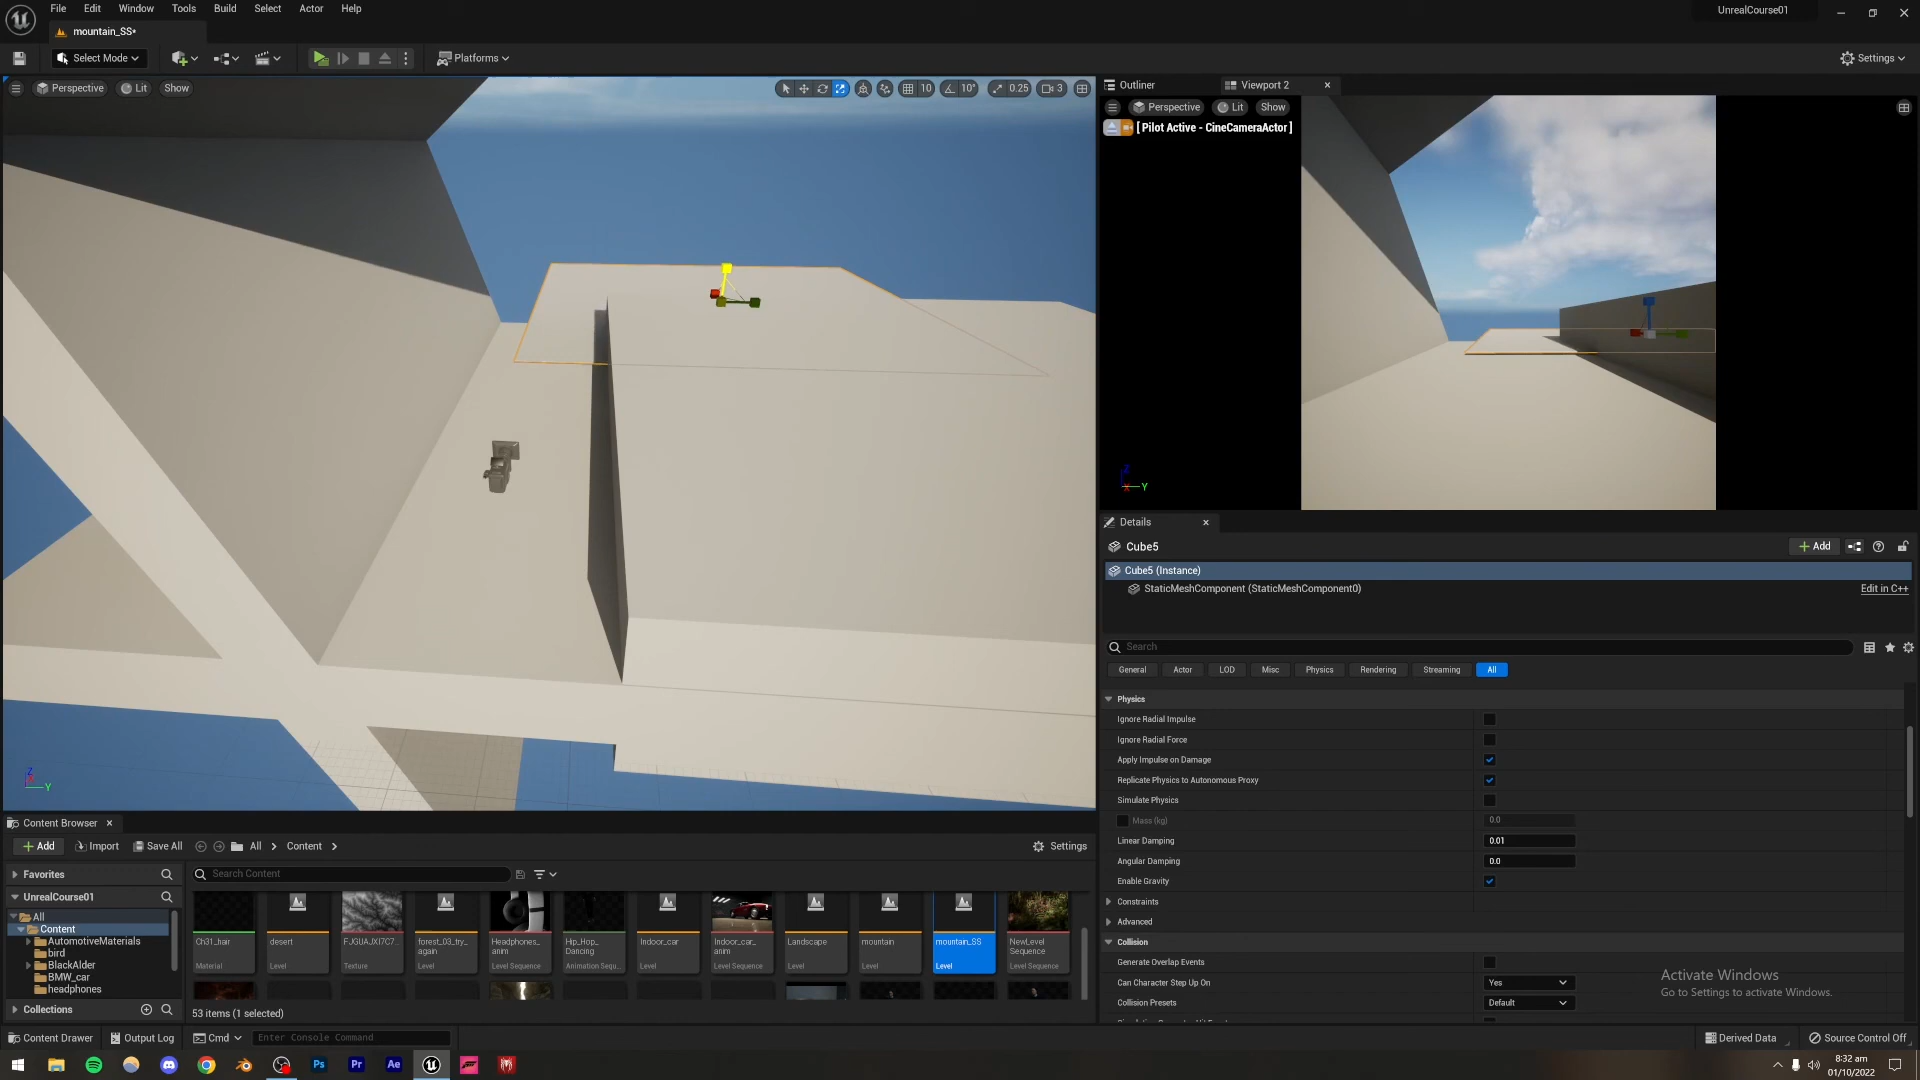 File Edit Window Tools Build Select Actor Help
UnrealCourse01
mountain_SS*
Select Mode
Platforms
Settings
Perspective Lit Show
10 10° 0.25 3
Outliner Viewport 2
Perspective Lit Show
[ Pilot Active - CineCameraActor ]
Z
X Y
Z
Y
Details
Cube5
Add
Cube5 (Instance)
StaticMeshComponent (StaticMeshComponent0)
Edit in C++
Search
General Actor LOD Misc Physics Rendering Streaming All
Physics
Ignore Radial Impulse
Ignore Radial Force
Apply Impulse on Damage
Replicate Physics to Autonomous Proxy
Simulate Physics
Mass (kg) 0.0
Linear Damping 0.01
Angular Damping 0.0
Enable Gravity
Constraints
Advanced
Collision
Generate Overlap Events
Can Character Step Up On Yes
Collision Presets Default
Activate Windows
Go to Settings to activate Windows.
Content Browser
Add Import Save All All Content
Settings
Favorites
Search Content
UnrealCourse01
All
Content
AutomotiveMaterials
bird
BlackAlder
BMW_car
headphones
Collections
Ch31_hair
Material
desert
Level
FJGUAJXI7C7...
Texture
forest_03_try_
again
Level
Headphones_
anim
Level Sequence
Hip_Hop_
Dancing
Animation Sequ...
Indoor_car
Level
Indoor_car_
anim
Level Sequence
Landscape
Level
mountain
Level
mountain_SS
Level
NewLevel
Sequence
Level Sequence
53 items (1 selected)
Content Drawer Output Log Cmd Enter Console Command
Derived Data Source Control Off
Ps Pr Ae
8:32 am
01/10/2022